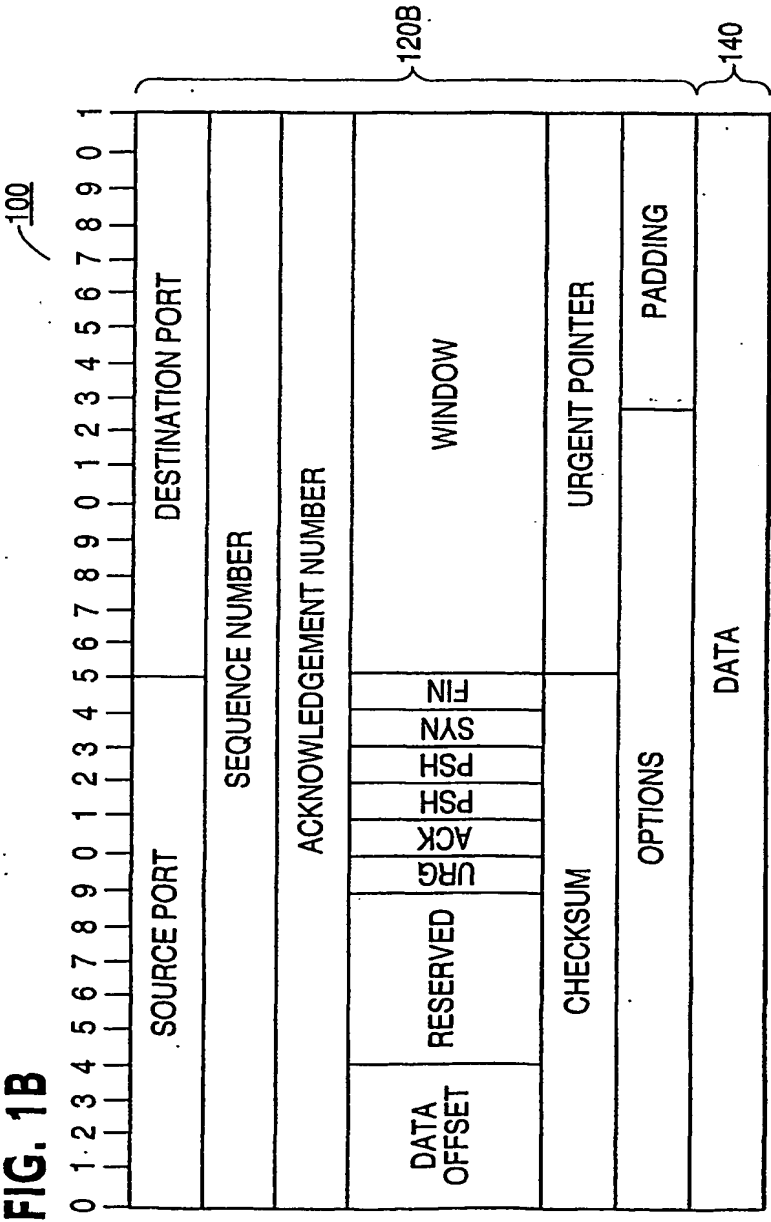 FIG. 1B
100
0 1 2 3 4 5 6 7 8 9 0 1 2 3 4 5 6 7 8 9 0 1 2 3 4 5 6 7 8 9 0 1
SOURCE PORT DESTINATION PORT
SEQUENCE NUMBER
ACKNOWLEDGEMENT NUMBER
DATA OFFSET RESERVED URG ACK PSH PSH SYN FIN WINDOW
CHECKSUM URGENT POINTER
OPTIONS PADDING
DATA
120B
140